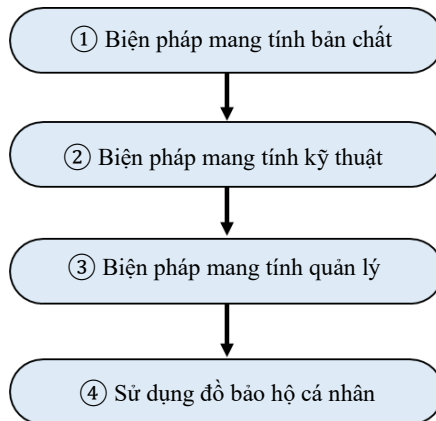 ① Biện pháp mang tính bản chất
② Biện pháp mang tính kỹ thuật
③ Biện pháp mang tính quản lý
④ Sử dụng đồ bảo hộ cá nhân